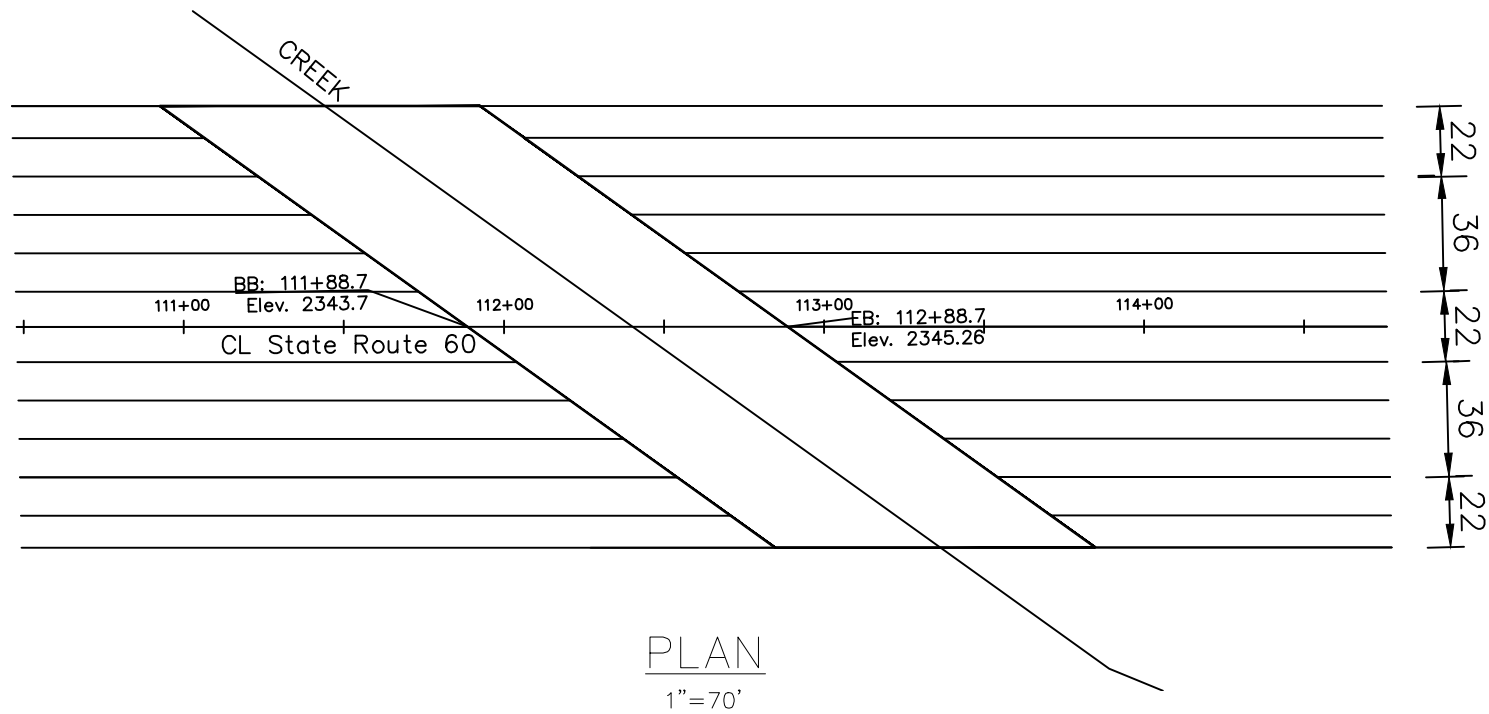 CREEK
22
36
BB: 111+88.7
Elev. 2343.7
111+00
112+00
113+00
114+00
EB: 112+88.7
Elev. 2345.26
22
CL State Route 60
36
22
PLAN
1"=70'